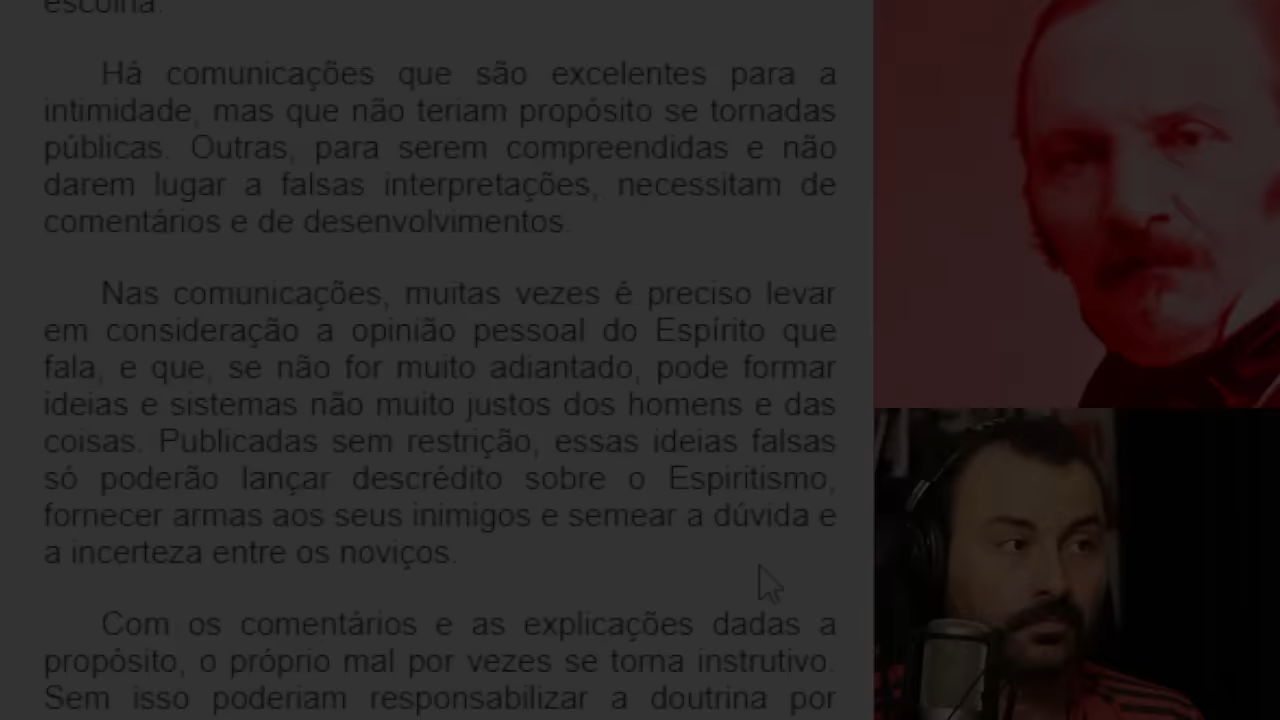 escolha.
Há comunicações que são excelentes para a
intimidade, mas que não teriam propósito se tornadas
públicas. Outras, para serem compreendidas e não
darem lugar a falsas interpretações, necessitam de
comentários e de desenvolvimentos.
Nas comunicações, muitas vezes é preciso levar
em consideração a opinião pessoal do Espírito que
fala, e que, se não for muito adiantado, pode formar
ideias e sistemas não muito justos dos homens e das
coisas. Publicadas sem restrição, essas ideias falsas
só poderão lançar descrédito sobre o Espiritismo,
fornecer armas aos seus inimigos e semear a dúvida e
a incerteza entre os noviços.
Com os comentários e as explicações dadas a
propósito, o próprio mal por vezes se torna instrutivo.
Sem isso poderiam responsabilizar a doutrina por